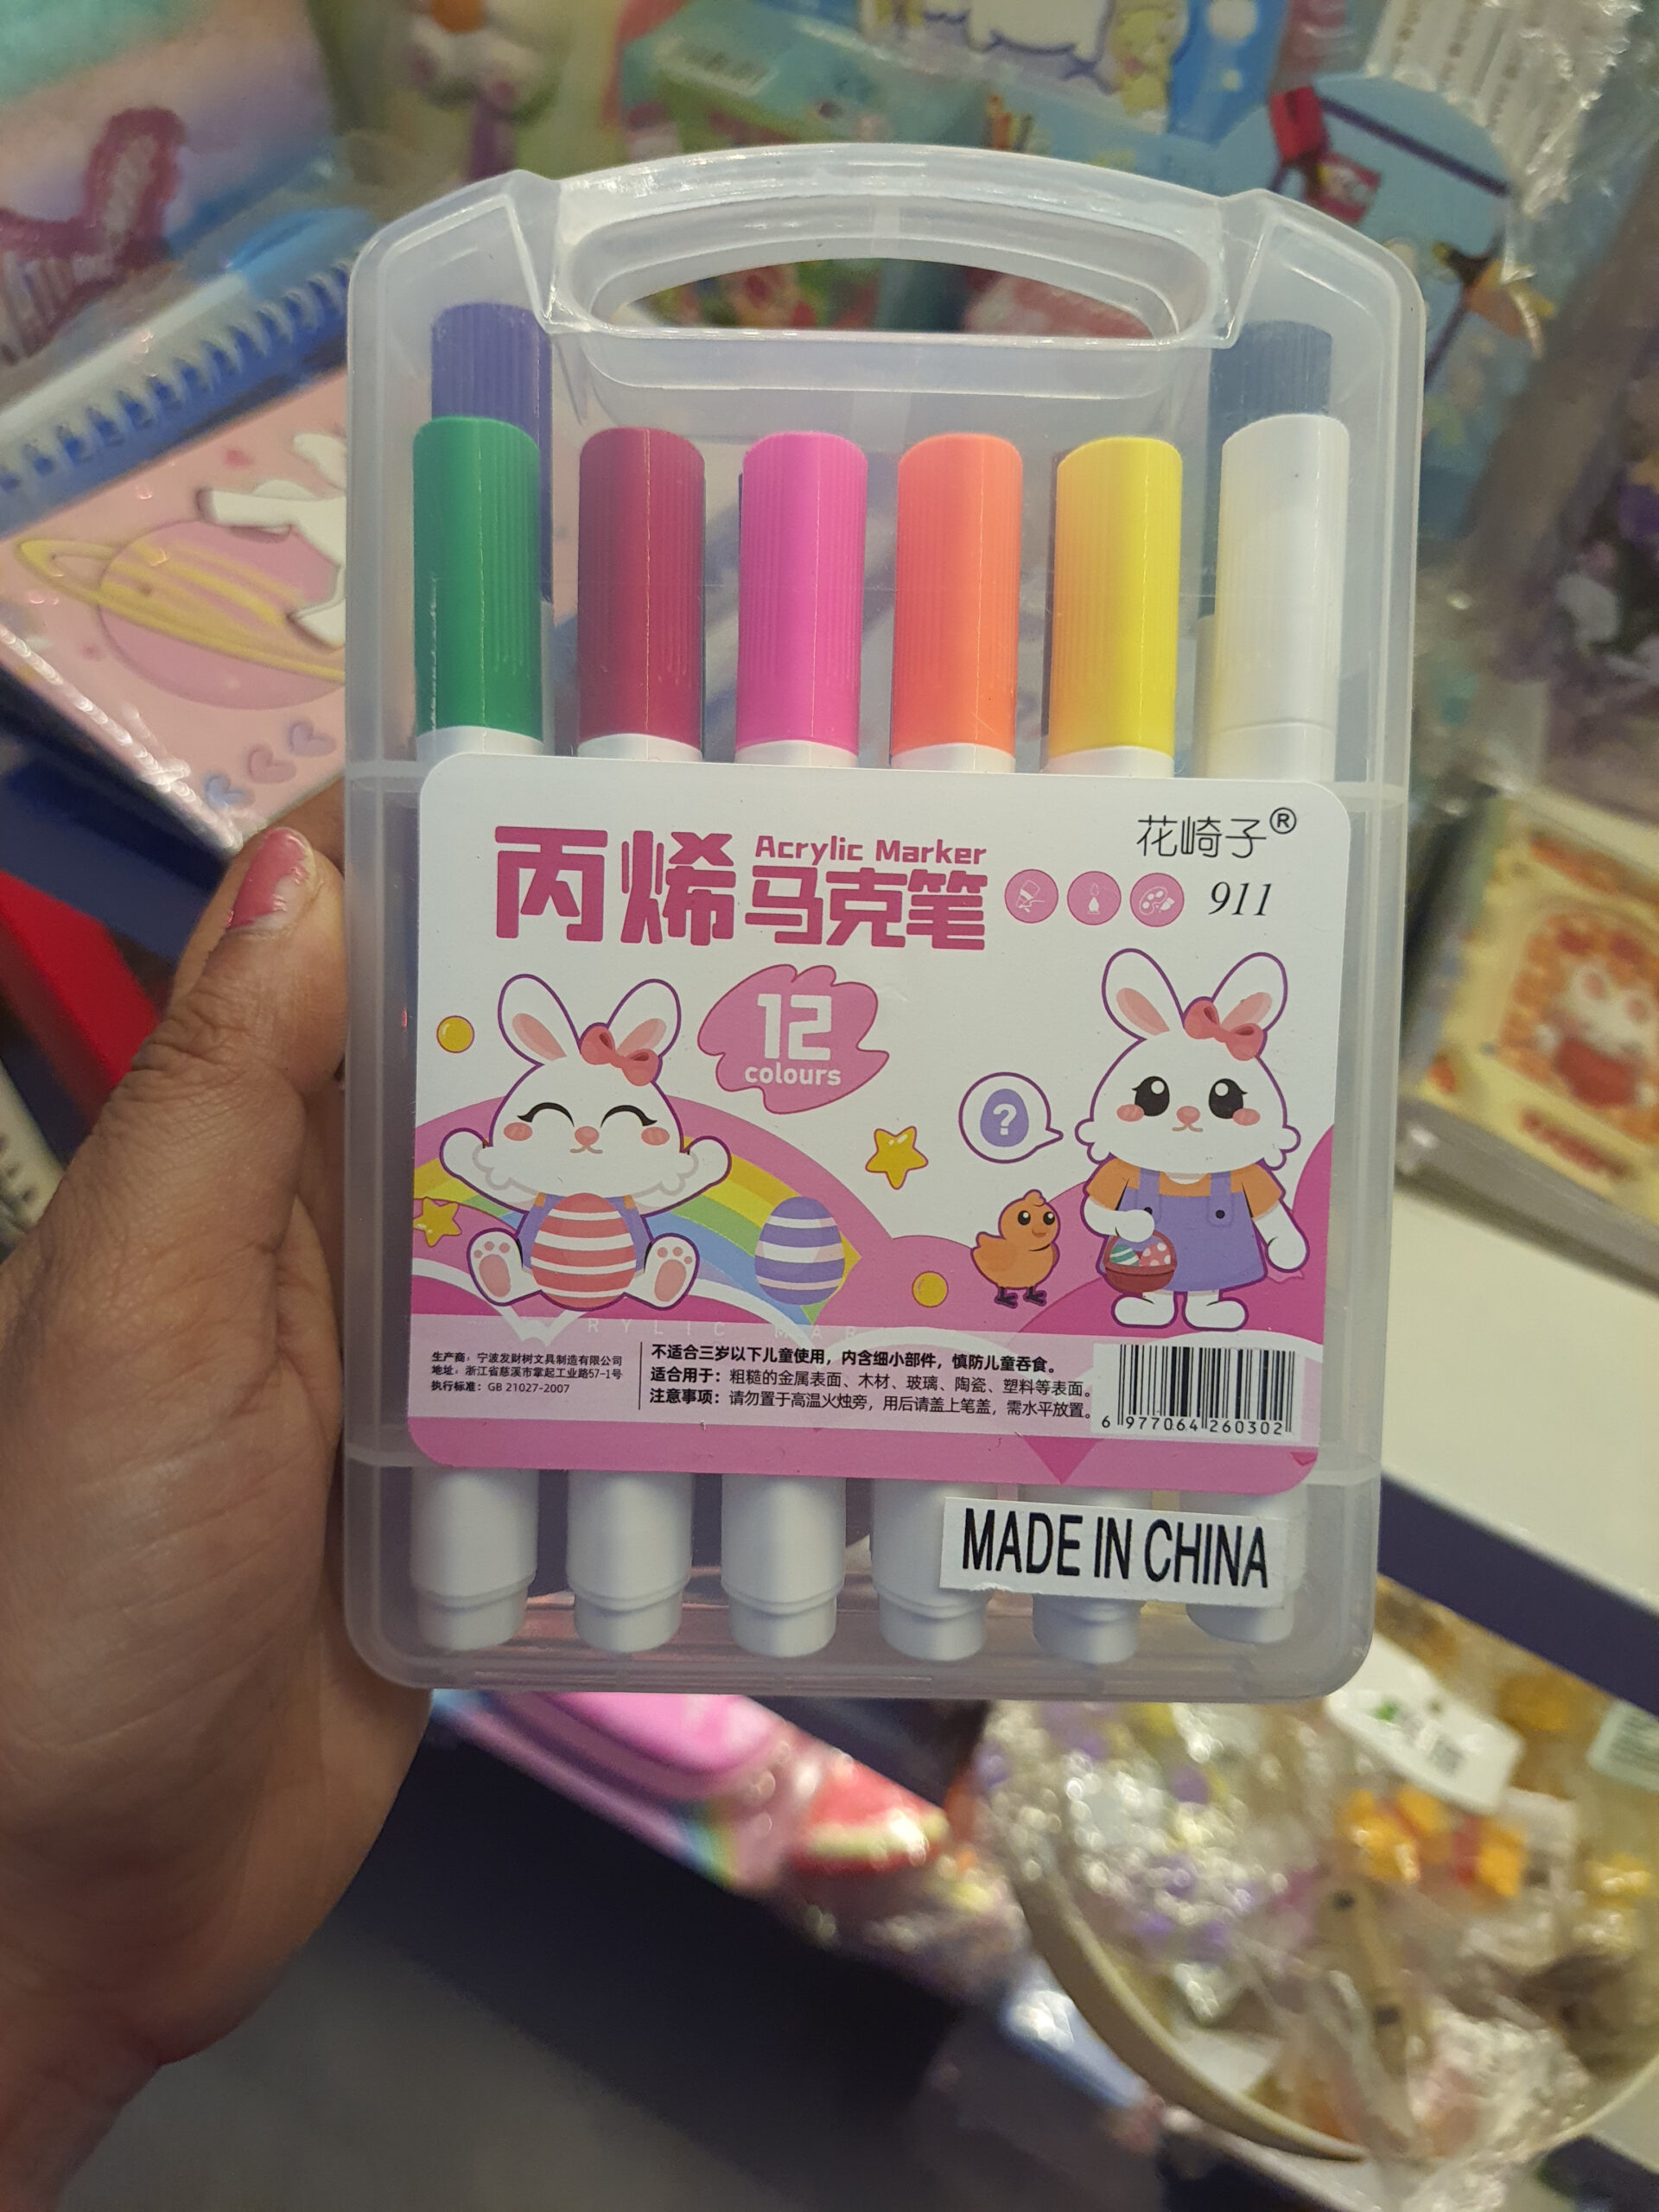 花崎子®
Acrylic Marker
丙烯马克笔
911
12
colours
?
生产商：宁波发财树文具制造有限公司
地址：浙江省慈溪市掌起工业路57-1号
执行标准：GB 21027-2007
不适合三岁以下儿童使用，内含细小部件，慎防儿童吞食。
适合用于：粗糙的金属表面、木材、玻璃、陶瓷、塑料等表面。
注意事项：请勿置于高温火烛旁，用后请盖上笔盖，需水平放置。
6 977064 260302
MADE IN CHINA